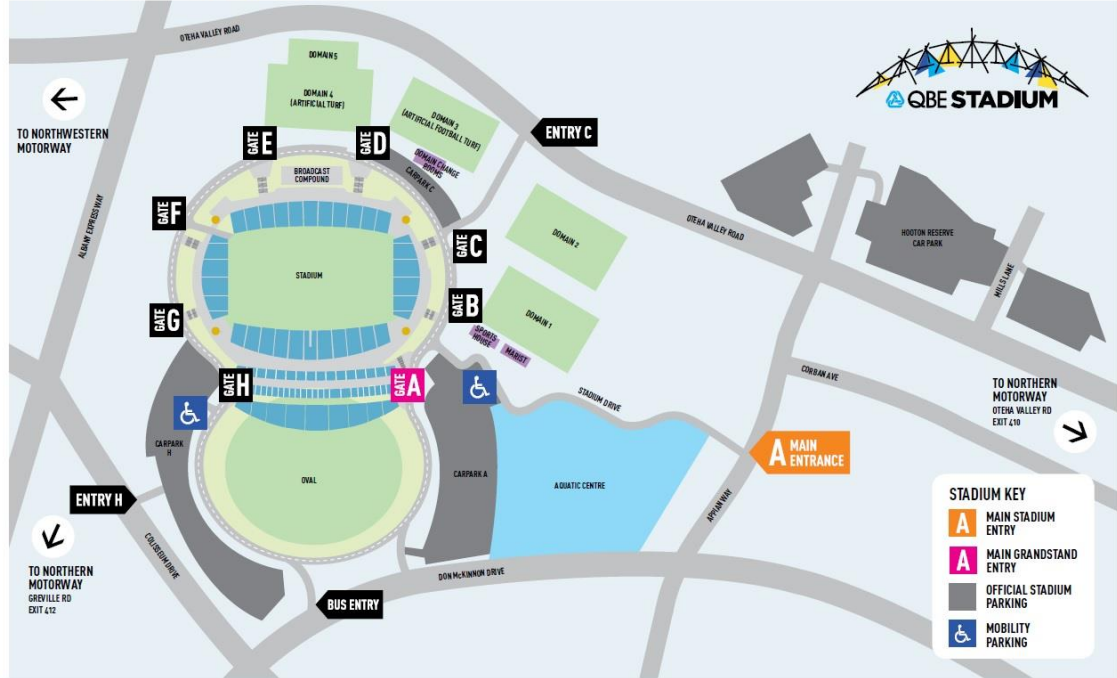 OTEHA VALLEY ROAD
QBE STADIUM
TO NORTHWESTERN
MOTORWAY
ALBANY EXPRESSWAY
DOMAIN 5
DOMAIN 4
(ARTIFICIAL TURF)
DOMAIN 3
(ARTIFICIAL FOOTBALL TURF)
DOMAIN CHANGE
ROOMS
CARPARK C
ENTRY C
GATE E
GATE D
BROADCAST
COMPOUND
GATE F
GATE C
STADIUM
GATE G
GATE B
DOMAIN 2
DOMAIN 1
SPORTS
HOUSE
MARIST
OTEHA VALLEY ROAD
HOOTON RESERVE
CAR PARK
MILLS LANE
CORBAN AVE
TO NORTHERN
MOTORWAY
OTEHA VALLEY RD
EXIT 410
GATE H
GATE A
STADIUM DRIVE
A MAIN
ENTRANCE
CARPARK
H
OVAL
CARPARK A
AQUATIC CENTRE
APPIAN WAY
ENTRY H
COLISEUM DRIVE
TO NORTHERN
MOTORWAY
GREVILLE RD
EXIT 412
DON McKINNON DRIVE
BUS ENTRY
STADIUM KEY
A MAIN STADIUM
ENTRY
A MAIN GRANDSTAND
ENTRY
OFFICIAL STADIUM
PARKING
MOBILITY
PARKING